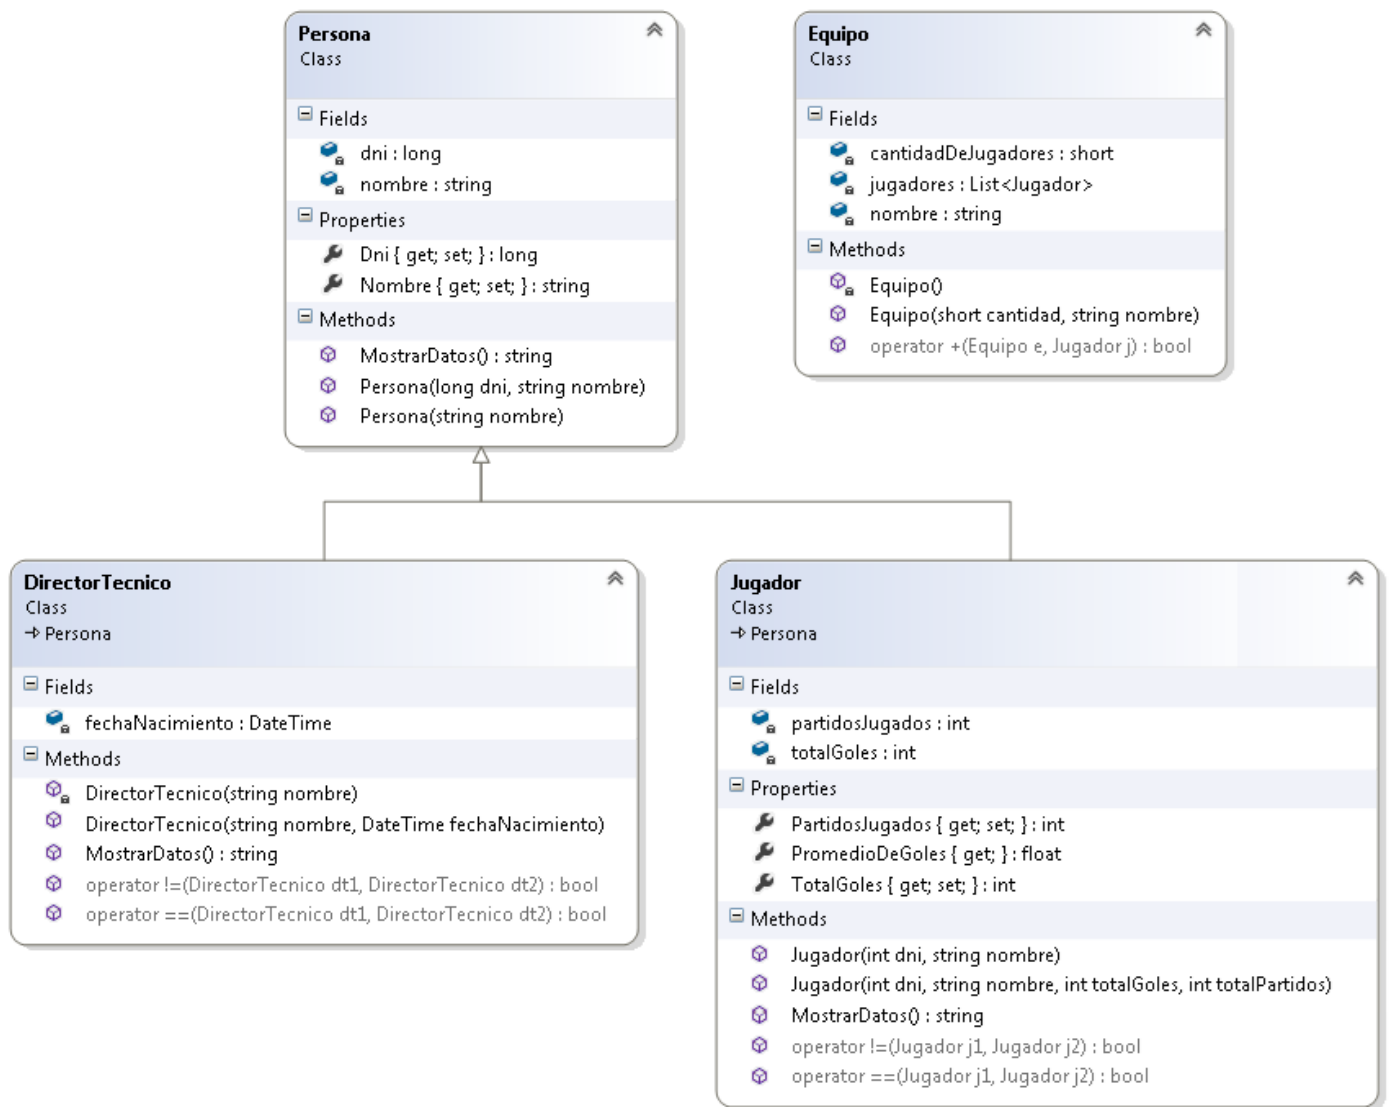 Persona
Class
Fields
dni : long
nombre : string
Properties
Dni { get; set; } : long
Nombre { get; set; } : string
Methods
MostrarDatos() : string
Persona(long dni, string nombre)
Persona(string nombre)
Equipo
Class
Fields
cantidadDeJugadores : short
jugadores : List<Jugador>
nombre : string
Methods
Equipo()
Equipo(short cantidad, string nombre)
operator +(Equipo e, Jugador j) : bool
DirectorTecnico
Class
Persona
Fields
fechaNacimiento : DateTime
Methods
DirectorTecnico(string nombre)
DirectorTecnico(string nombre, DateTime fechaNacimiento)
MostrarDatos() : string
operator !=(DirectorTecnico dt1, DirectorTecnico dt2) : bool
operator ==(DirectorTecnico dt1, DirectorTecnico dt2) : bool
Jugador
Class
Persona
Fields
partidosJugados : int
totalGoles : int
Properties
PartidosJugados { get; set; } : int
PromedioDeGoles { get; } : float
TotalGoles { get; set; } : int
Methods
Jugador(int dni, string nombre)
Jugador(int dni, string nombre, int totalGoles, int totalPartidos)
MostrarDatos() : string
operator !=(Jugador j1, Jugador j2) : bool
operator ==(Jugador j1, Jugador j2) : bool